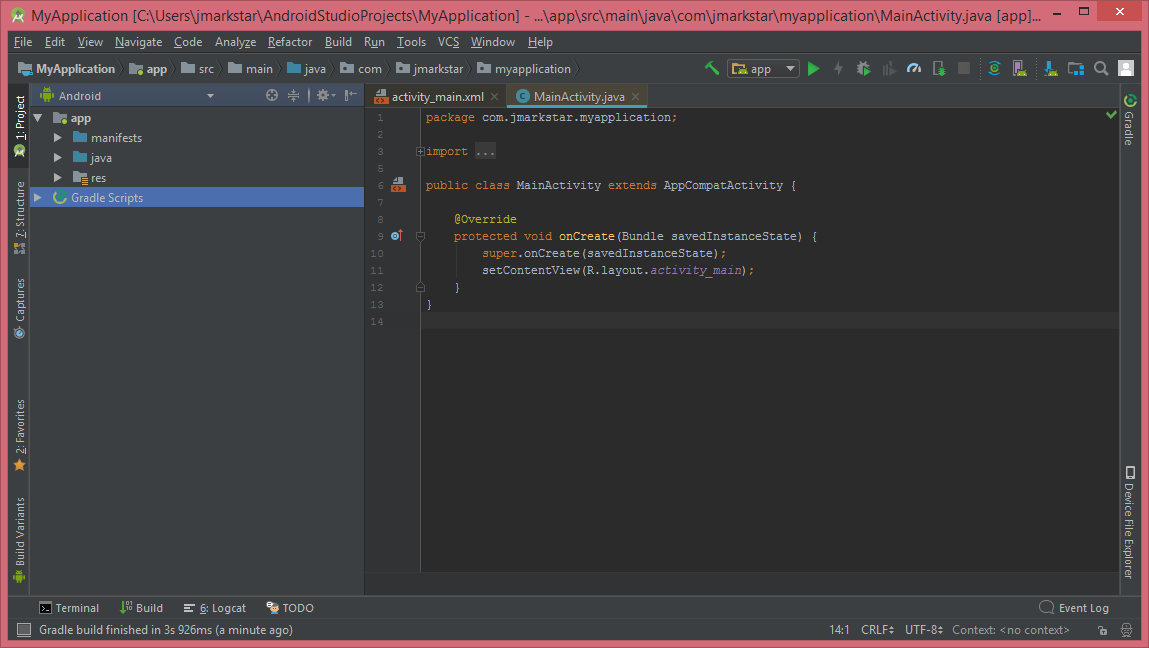 MyApplication [C:\Users\jmarkstar\AndroidStudioProjects\MyApplication] - ...\app\src\main\java\com\jmarkstar\myapplication\MainActivity.java [app]...
File Edit View Navigate Code Analyze Refactor Build Run Tools VCS Window Help
MyApplication app src main java com jmarkstar myapplication app
Android
activity_main.xml MainActivity.java
1: Project
7: Structure
Captures
2: Favorites
Build Variants
app
manifests
java
res
Gradle Scripts
1 package com.jmarkstar.myapplication;
2
3 import ...
5
6 public class MainActivity extends AppCompatActivity {
7
8 @Override
9 protected void onCreate(Bundle savedInstanceState) {
10 super.onCreate(savedInstanceState);
11 setContentView(R.layout.activity_main);
12 }
13 }
14
Gradle
Device File Explorer
Terminal Build 6: Logcat TODO Event Log
Gradle build finished in 3s 926ms (a minute ago) 14:1 CRLF UTF-8 Context: <no context>